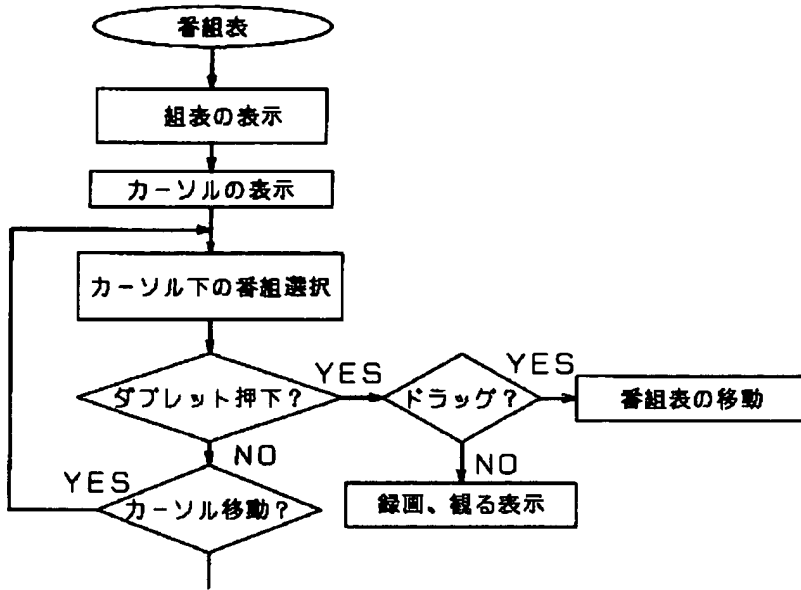 番組表
組表の表示
カーソルの表示
カーソル下の番組選択
ダブレット押下?
YES
ドラッグ?
YES
番組表の移動
NO
NO
YES
カーソル移動?
録画、観る表示